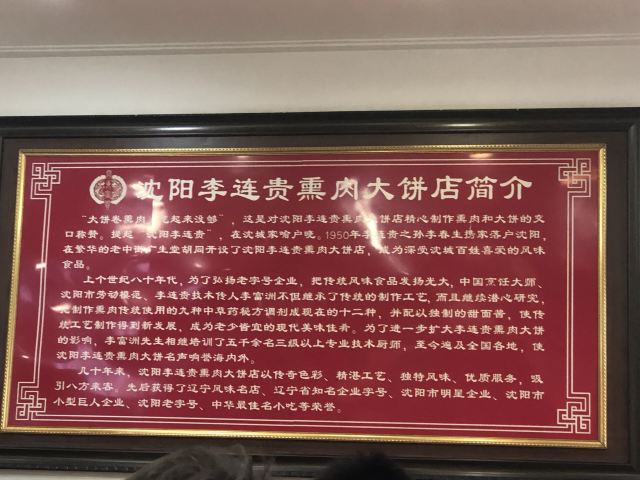 沈阳李连贵熏肉大饼店简介
“大饼卷熏肉，吃起来没够”，这是对沈阳李连贵熏肉大饼店精心制作熏肉和大饼的交
口称赞。提起“沈阳李连贵”，在沈城家喻户晓。1950年李连贵之孙李春生携家落户沈阳，
在繁华的老中街广生堂胡同开设了沈阳李连贵熏肉大饼店，成为深受沈城百姓喜爱的风味
食品。
上个世纪八十年代，为了弘扬老字号企业，把传统风味食品发扬光大，中国烹饪大师、
沈阳市劳动模范、李连贵技术传人李富洲不但继承了传统的制作工艺，而且继续潜心研究，
把制作熏肉传统使用的九种中草药秘方调剂成现在的十二种，并配以独制的甜面酱，使传
统工艺制作得到新发展，成为老少皆宜的现代美味佳肴。为了进一步扩大李连贵熏肉大饼
的影响，李富洲先生相继培训了五千余名三级以上专业技术厨师，至今遍及全国各地，使
沈阳李连贵熏肉大饼名声响誉海内外。
几十年来，沈阳李连贵熏肉大饼店以传奇色彩、精湛工艺、独特风味、优质服务，吸
引八方来客。先后获得了辽宁风味名店、辽宁省知名企业字号、沈阳市明星企业、沈阳市
小型巨人企业、沈阳老字号、中华最佳名小吃等荣誉。